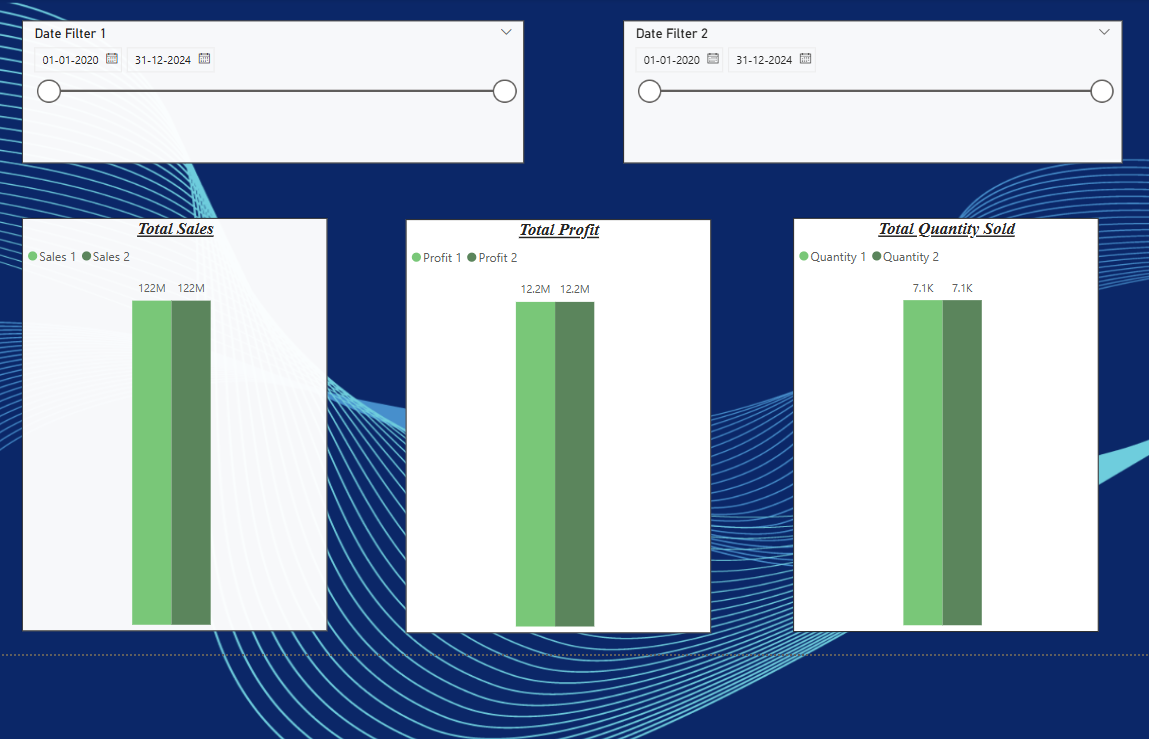 Date Filter 1
01-01-2020 31-12-2024
Date Filter 2
01-01-2020 31-12-2024
Total Sales
Sales 1 Sales 2
122M 122M
Total Profit
Profit 1 Profit 2
12.2M 12.2M
Total Quantity Sold
Quantity 1 Quantity 2
7.1K 7.1K